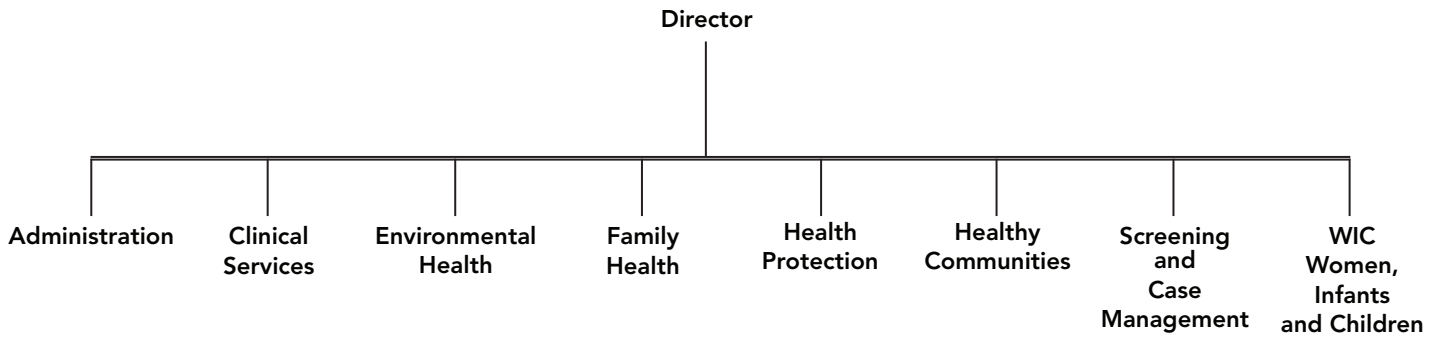 Director
Administration
Clinical
Services
Environmental
Health
Family
Health
Health
Protection
Healthy
Communities
Screening
and
Case
Management
WIC
Women,
Infants
and Children